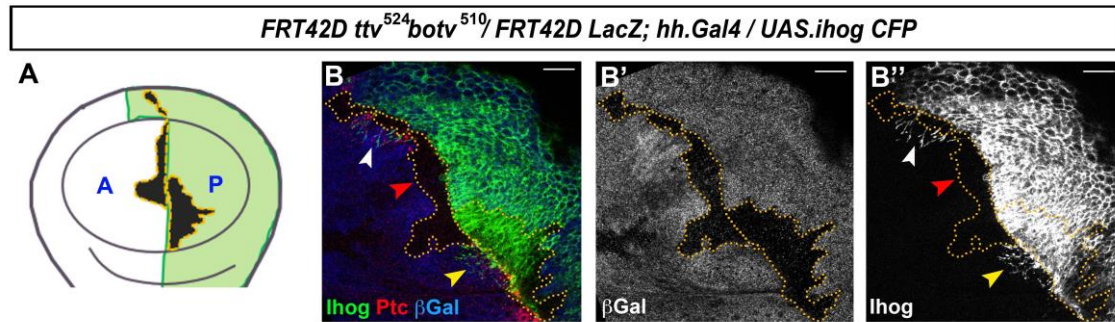 FRT42D ttv⁵²⁴botv⁵¹⁰/ FRT42D LacZ; hh.Gal4 / UAS.ihog CFP
A B B' B''
A P
Ihog Ptc βGal βGal Ihog